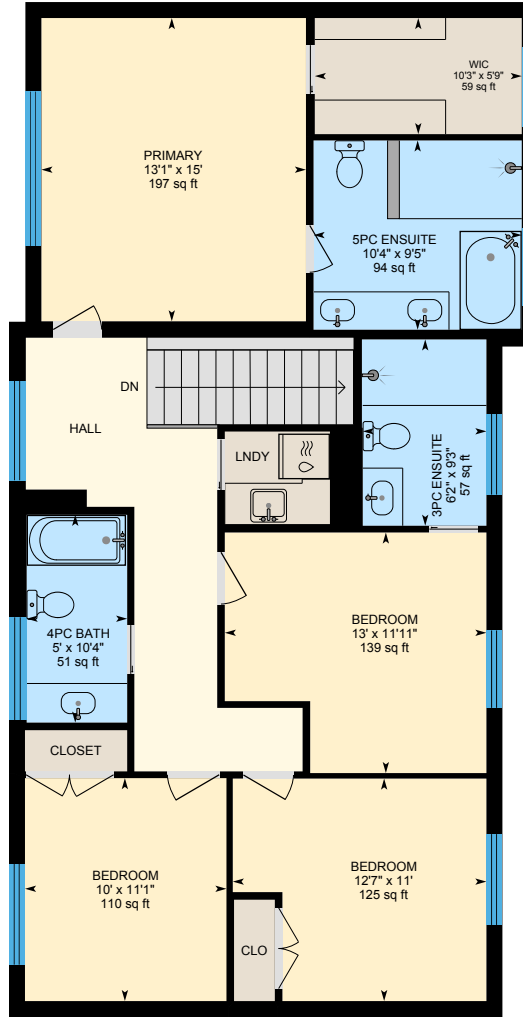 WIC
10'3" x 5'9"
59 sq ft
PRIMARY
13'1" x 15'
197 sq ft
5PC ENSUITE
10'4" x 9'5"
94 sq ft
DN
HALL
LNDY
3PC ENSUITE
6'2" x 9'3"
57 sq ft
4PC BATH
5' x 10'4"
51 sq ft
BEDROOM
13' x 11'11"
139 sq ft
CLOSET
BEDROOM
10' x 11'1"
110 sq ft
BEDROOM
12'7" x 11'
125 sq ft
CLO